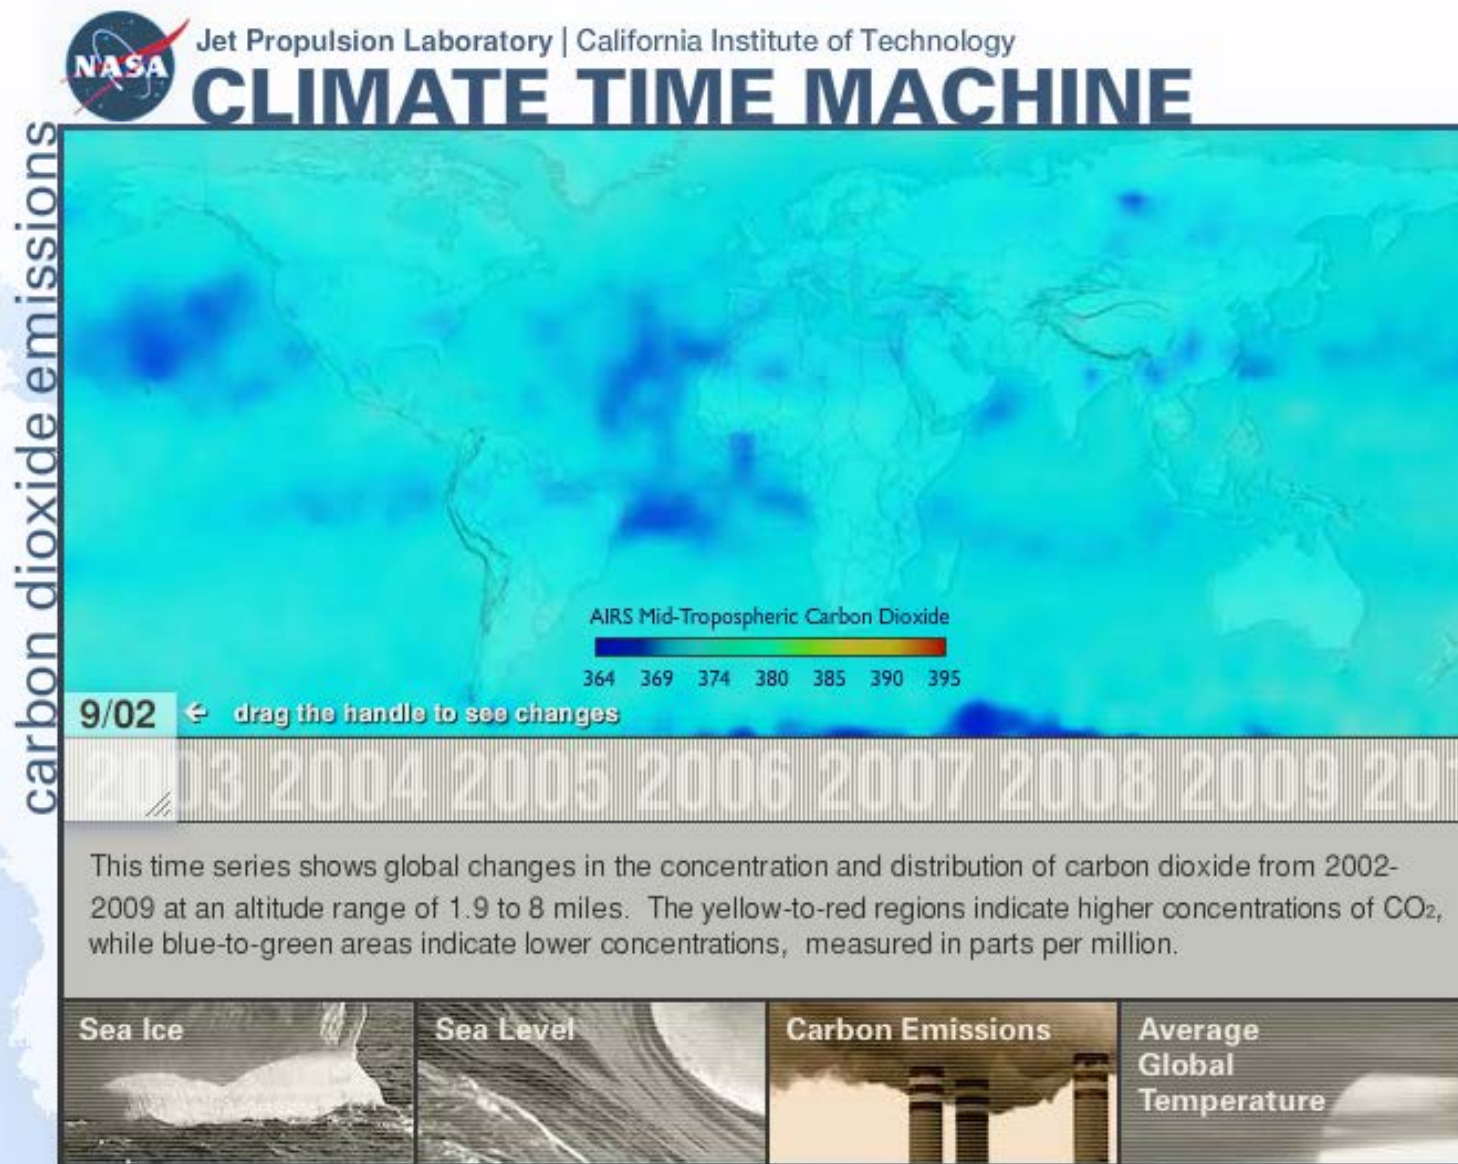 NASA
Jet Propulsion Laboratory | California Institute of Technology
CLIMATE TIME MACHINE
carbon dioxide emissions
AIRS Mid-Tropospheric Carbon Dioxide
364 369 374 380 385 390 395
9/02 ← drag the handle to see changes
2003 2004 2005 2006 2007 2008 2009
This time series shows global changes in the concentration and distribution of carbon dioxide from 2002-
2009 at an altitude range of 1.9 to 8 miles. The yellow-to-red regions indicate higher concentrations of CO₂,
while blue-to-green areas indicate lower concentrations, measured in parts per million.
Sea Ice
Sea Level
Carbon Emissions
Average
Global
Temperature